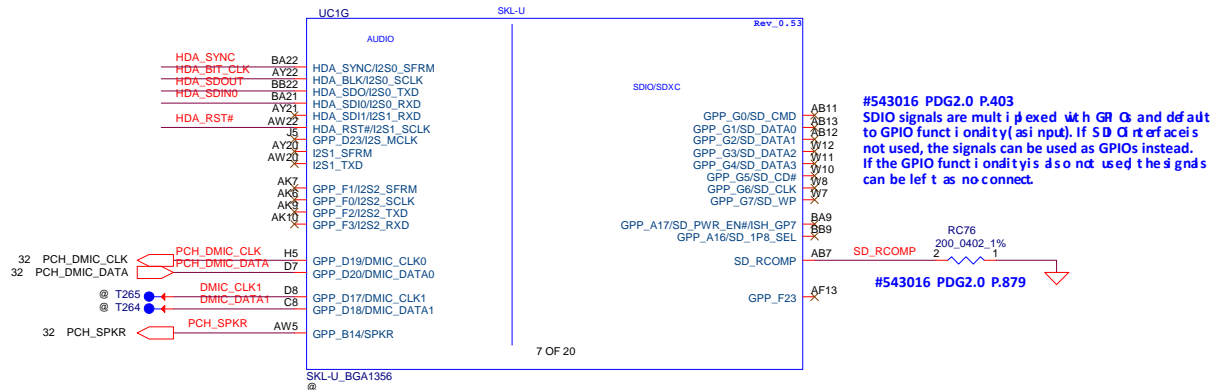 UC1G
SKL-U
Rev_0.53
AUDIO
SDIO/SDXC
HDA_SYNC
BA22
HDA_SYNC/I2S0_SFRM
HDA_BIT_CLK
AY22
HDA_BLK/I2S0_SCLK
HDA_SDOUT
BB22
HDA_SDO/I2S0_TXD
HDA_SDIN0
BA21
HDA_SDI0/I2S0_RXD
AY21
HDA_SDI1/I2S1_RXD
HDA_RST#
AW22
HDA_RST#/I2S1_SCLK
J5
GPP_D23/I2S_MCLK
AY20
I2S1_SFRM
AW20
I2S1_TXD
AK7
GPP_F1/I2S2_SFRM
AK6
GPP_F0/I2S2_SCLK
AK9
GPP_F2/I2S2_TXD
AK10
GPP_F3/I2S2_RXD
32 PCH_DMIC_CLK
PCH_DMIC_CLK
H5
GPP_D19/DMIC_CLK0
32 PCH_DMIC_DATA
PCH_DMIC_DATA
D7
GPP_D20/DMIC_DATA0
@ T265
DMIC_CLK1
D8
GPP_D17/DMIC_CLK1
@ T264
DMIC_DATA1
C8
GPP_D18/DMIC_DATA1
32 PCH_SPKR
PCH_SPKR
AW5
GPP_B14/SPKR
GPP_G0/SD_CMD
AB11
GPP_G1/SD_DATA0
AB13
GPP_G2/SD_DATA1
AB12
GPP_G3/SD_DATA2
W12
GPP_G4/SD_DATA3
W11
GPP_G5/SD_CD#
W10
GPP_G6/SD_CLK
W8
GPP_G7/SD_WP
W7
GPP_A17/SD_PWR_EN#/ISH_GP7
BA9
GPP_A16/SD_1P8_SEL
BB9
SD_RCOMP
AB7
SD_RCOMP
RC76
200_0402_1%
2
1
GPP_F23
AF13
#543016 PDG2.0 P.403
SDIO signals are multiplexed with GPIOs and default
to GPIO functionality(as input). If SDIO interface is
not used, the signals can be used as GPIOs instead.
If the GPIO functionality is also not used, the signals
can be left as no-connect.
#543016 PDG2.0 P.879
7 OF 20
SKL-U_BGA1356
@